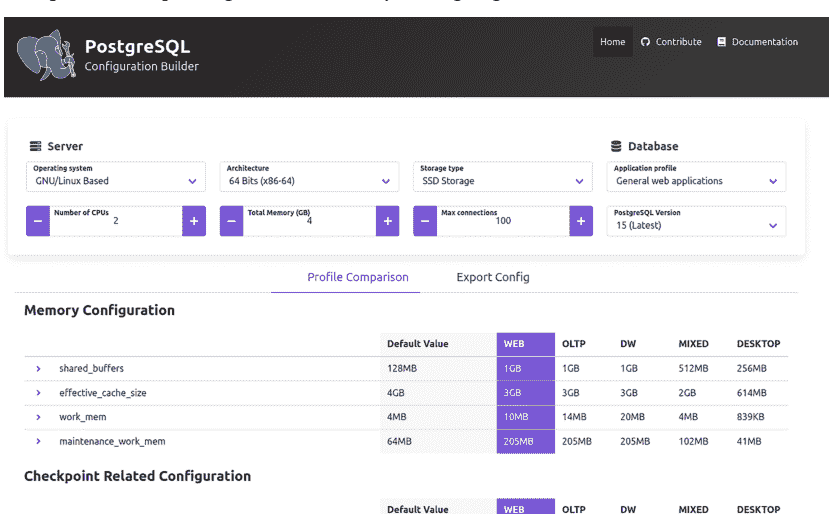 PostgreSQL
Configuration Builder
Home Contribute Documentation
Server
Operating system
GNU/Linux Based
Architecture
64 Bits (x86-64)
Storage type
SSD Storage
Number of CPUs
2
Total Memory (GB)
4
Max connections
100
Database
Application profile
General web applications
PostgreSQL Version
15 (Latest)
Profile Comparison Export Config
Memory Configuration
Default Value WEB OLTP DW MIXED DESKTOP
shared_buffers 128MB 1GB 1GB 1GB 512MB 256MB
effective_cache_size 4GB 3GB 3GB 3GB 2GB 614MB
work_mem 4MB 10MB 14MB 20MB 4MB 839KB
maintenance_work_mem 64MB 205MB 205MB 205MB 102MB 41MB
Checkpoint Related Configuration
Default Value WEB OLTP DW MIXED DESKTOP